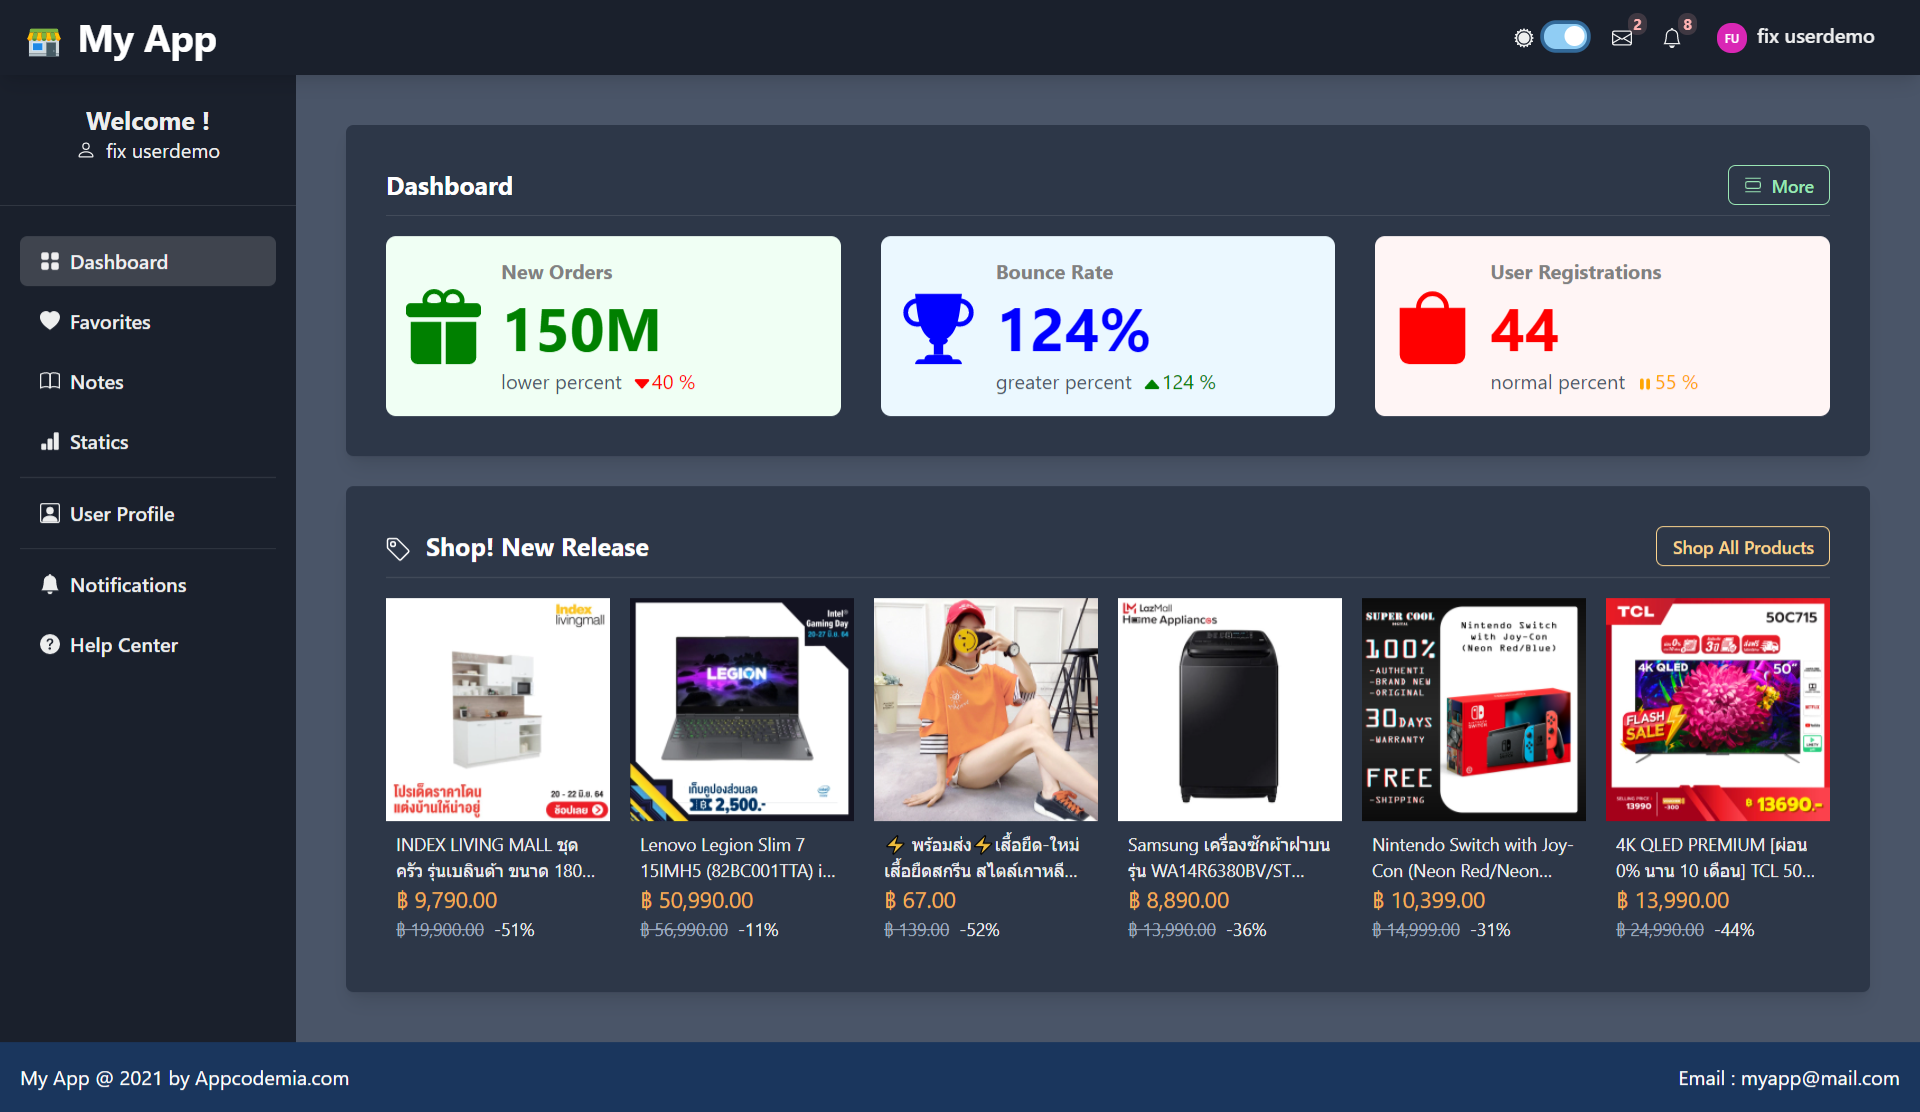 My App
2
8
FU
fix userdemo
Welcome !
fix userdemo
Dashboard
Favorites
Notes
Statics
User Profile
Notifications
Help Center
Dashboard
More
New Orders
150M
lower percent 40 %
Bounce Rate
124%
greater percent 124 %
User Registrations
44
normal percent 55 %
Shop! New Release
Shop All Products
Index
livingmall
โปรเด็ดราคาโดน
แต่งบ้านให้น่าอยู่
20 - 22 มิ.ย. 64
ช้อปเลย
INDEX LIVING MALL ชุด
ครัว รุ่นเบลินด้า ขนาด 180...
฿ 9,790.00
฿ 19,900.00 -51%
Intel®
Gaming Day
20-27 มิ.ย. 64
LEGION
เก็บคูปองส่วนลด
฿ 2,500.-
Lenovo Legion Slim 7
15IMH5 (82BC001TTA) i...
฿ 50,990.00
฿ 56,990.00 -11%
⚡ พร้อมส่ง⚡เสื้อยืด-ใหม่
เสื้อยืดสกรีน สไตล์เกาหลี...
฿ 67.00
฿ 139.00 -52%
LazMall
Home Appliances
Samsung เครื่องซักผ้าฝาบน
รุ่น WA14R6380BV/ST...
฿ 8,890.00
฿ 13,990.00 -36%
SUPER COOL
100%
-AUTHENTI
-BRAND NEW
-ORIGINAL
30DAYS
-WARRANTY
FREE
-SHIPPING
Nintendo Switch
with Joy-Con
(Neon Red/Blue)
Nintendo Switch with Joy-
Con (Neon Red/Neon...
฿ 10,399.00
฿ 14,999.00 -31%
TCL
50C715
4K QLED
50"
FLASH
SALE
SELLING PRICE
13990
-300
฿ 13690.-
4K QLED PREMIUM [ผ่อน
0% นาน 10 เดือน] TCL 50...
฿ 13,990.00
฿ 24,990.00 -44%
My App @ 2021 by Appcodemia.com
Email : myapp@mail.com